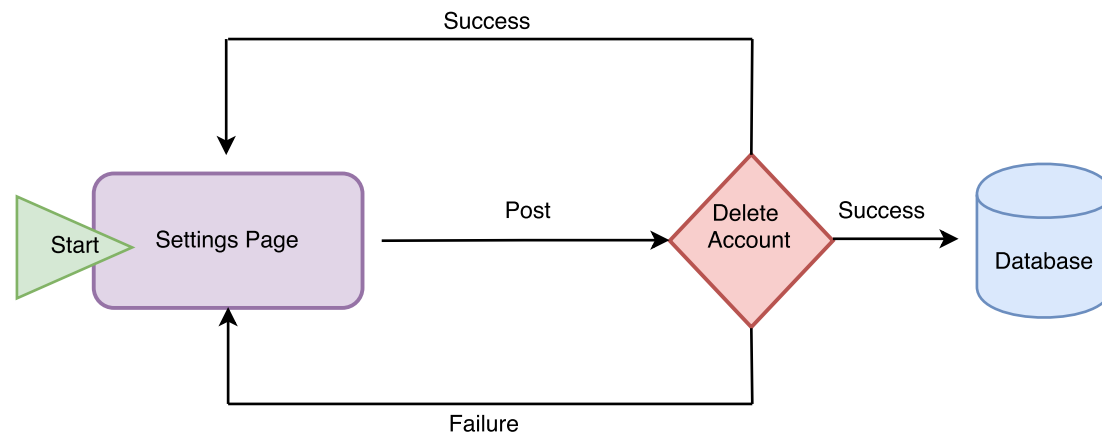 Success
Start
Settings Page
Post
Delete
Account
Success
Database
Failure